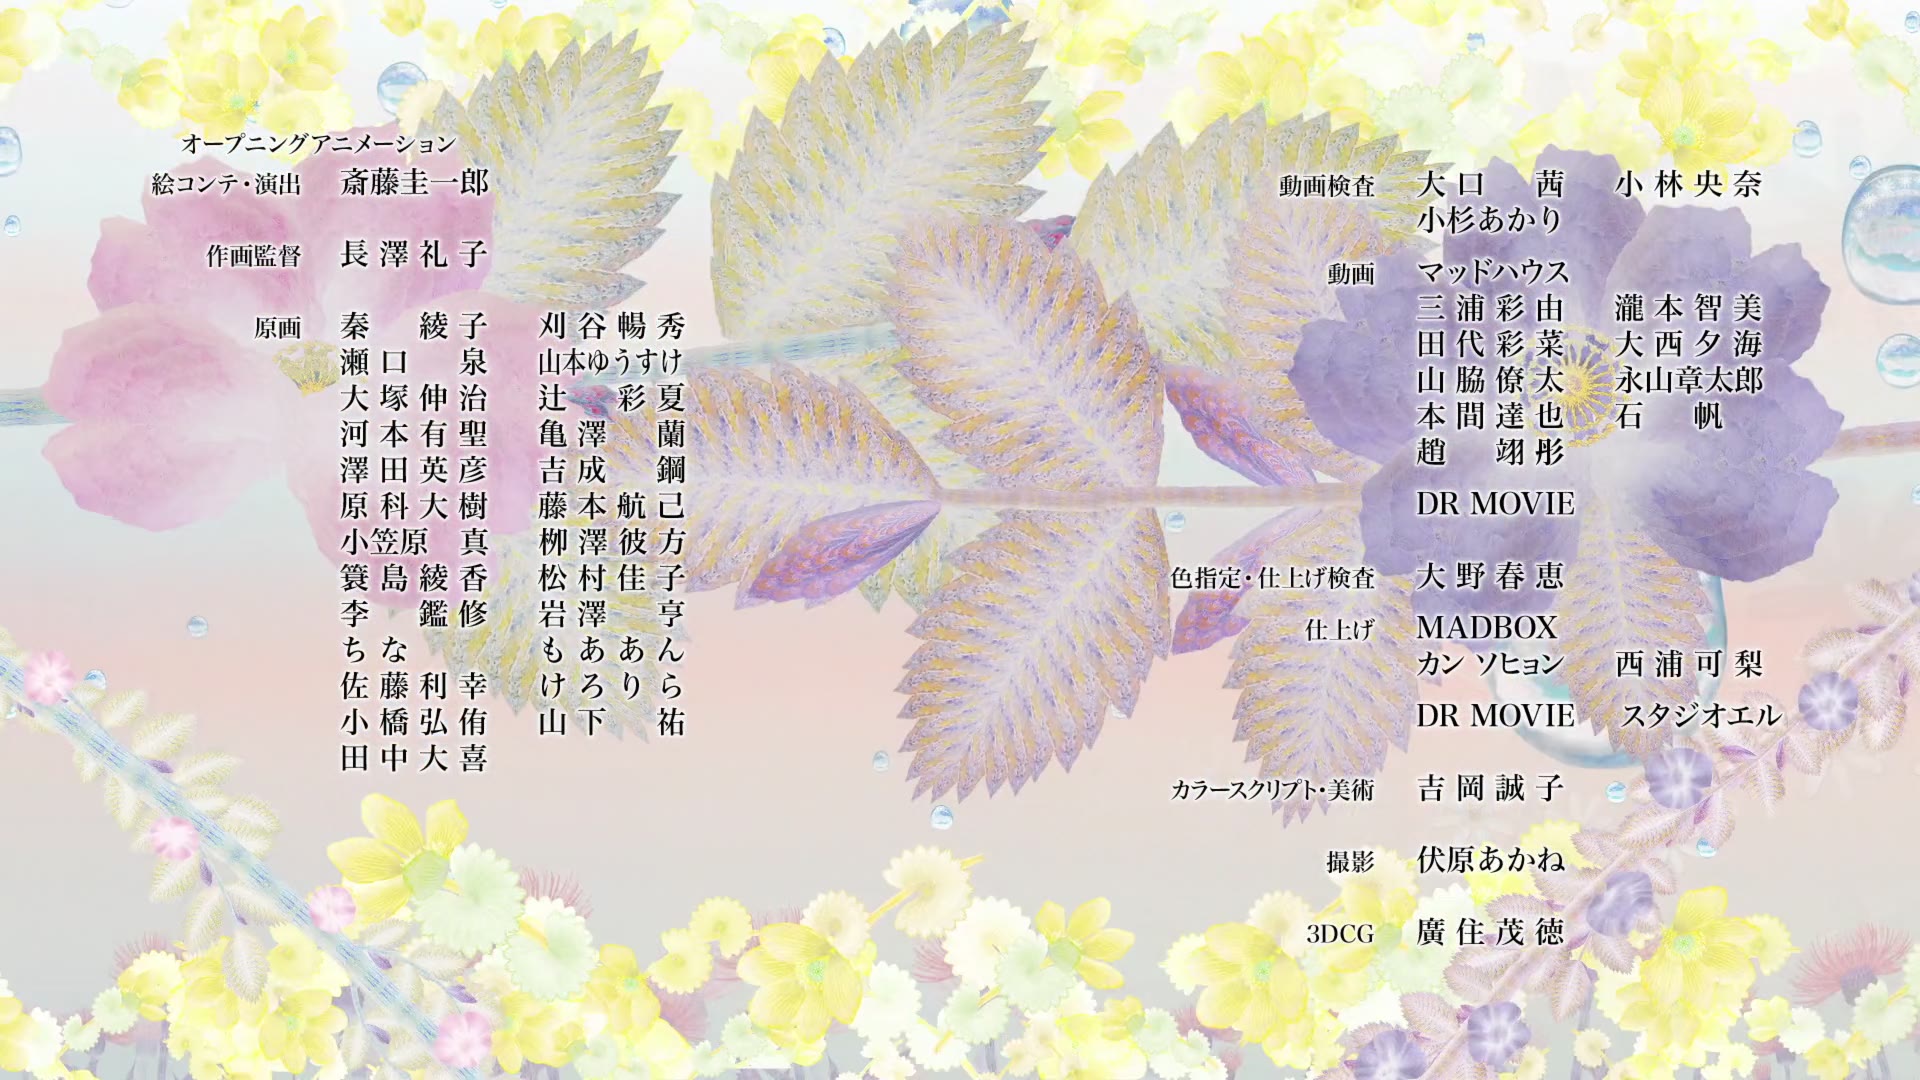 オープニングアニメーション
絵コンテ・演出 斎藤圭一郎
作画監督 長澤礼子
原画 秦綾子 刈谷暢秀
瀬口泉 山本ゆうすけ
大塚伸治 辻彩夏
河本有聖 亀澤蘭
澤田英彦 吉成鋼
原科大樹 藤本航己
小笠原真 栁澤彼方
簑島綾香 松村佳子
李鑑修 岩澤亨
ちな もああん
佐藤利幸 けろりら
小橋弘侑 山下祐
田中大喜
動画検査 大口茜 小林央奈
小杉あかり
動画 マッドハウス
三浦彩由 瀧本智美
田代彩菜 大西夕海
山脇僚太 永山章太郎
本間達也 石帆
趙翊彤
DR MOVIE
色指定・仕上げ検査 大野春恵
仕上げ MADBOX
カン ソヒョン 西浦可梨
DR MOVIE スタジオエル
カラースクリプト・美術 吉岡誠子
撮影 伏原あかね
3DCG 廣住茂徳